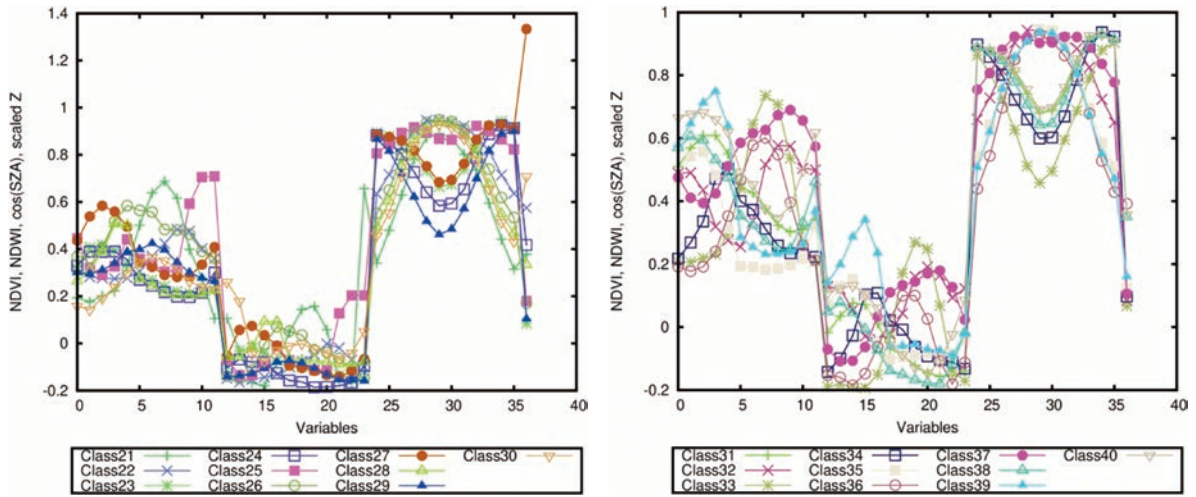 1.4
1.2
1
0.8
0.6
0.4
0.2
0
-0.2
NDVI, NDWI, cos(SZA), scaled Z
0 5 10 15 20 25 30 35 40
Variables
Class21 Class24 Class27 Class30
Class22 Class25 Class28
Class23 Class26 Class29
1
0.8
0.6
0.4
0.2
0
-0.2
NDVI, NDWI, cos(SZA), scaled Z
0 5 10 15 20 25 30 35 40
Variables
Class31 Class34 Class37 Class40
Class32 Class35 Class38
Class33 Class36 Class39